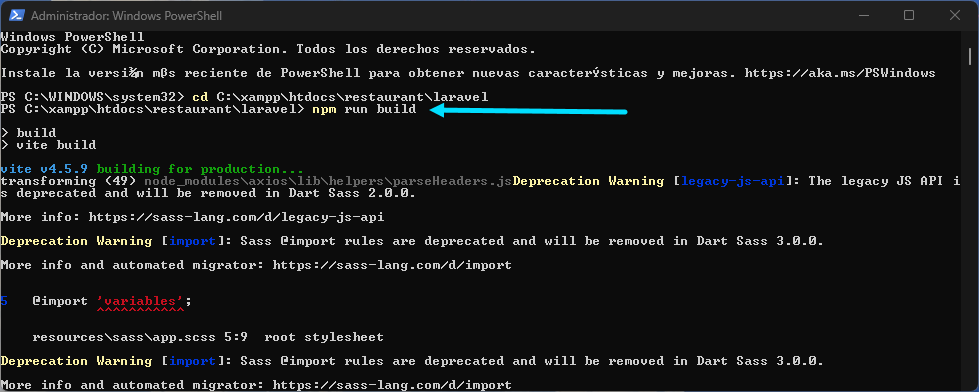 Administrador: Windows PowerShell
Windows PowerShell
Copyright (C) Microsoft Corporation. Todos los derechos reservados.
Instale la versi¾n mßs reciente de PowerShell para obtener nuevas caracterÝsticas y mejoras. https://aka.ms/PSWindows
PS C:\WINDOWS\system32> cd C:\xampp\htdocs\restaurant\laravel
PS C:\xampp\htdocs\restaurant\laravel> npm run build
> build
> vite build
vite v4.5.9 building for production...
transforming (49) node_modules\axios\lib\helpers\parseHeaders.jsDeprecation Warning [legacy-js-api]: The legacy JS API i
s deprecated and will be removed in Dart Sass 2.0.0.
More info: https://sass-lang.com/d/legacy-js-api
Deprecation Warning [import]: Sass @import rules are deprecated and will be removed in Dart Sass 3.0.0.
More info and automated migrator: https://sass-lang.com/d/import
5 @import 'variables';
^^^^^^^^^^^
resources\sass\app.scss 5:9 root stylesheet
Deprecation Warning [import]: Sass @import rules are deprecated and will be removed in Dart Sass 3.0.0.
More info and automated migrator: https://sass-lang.com/d/import